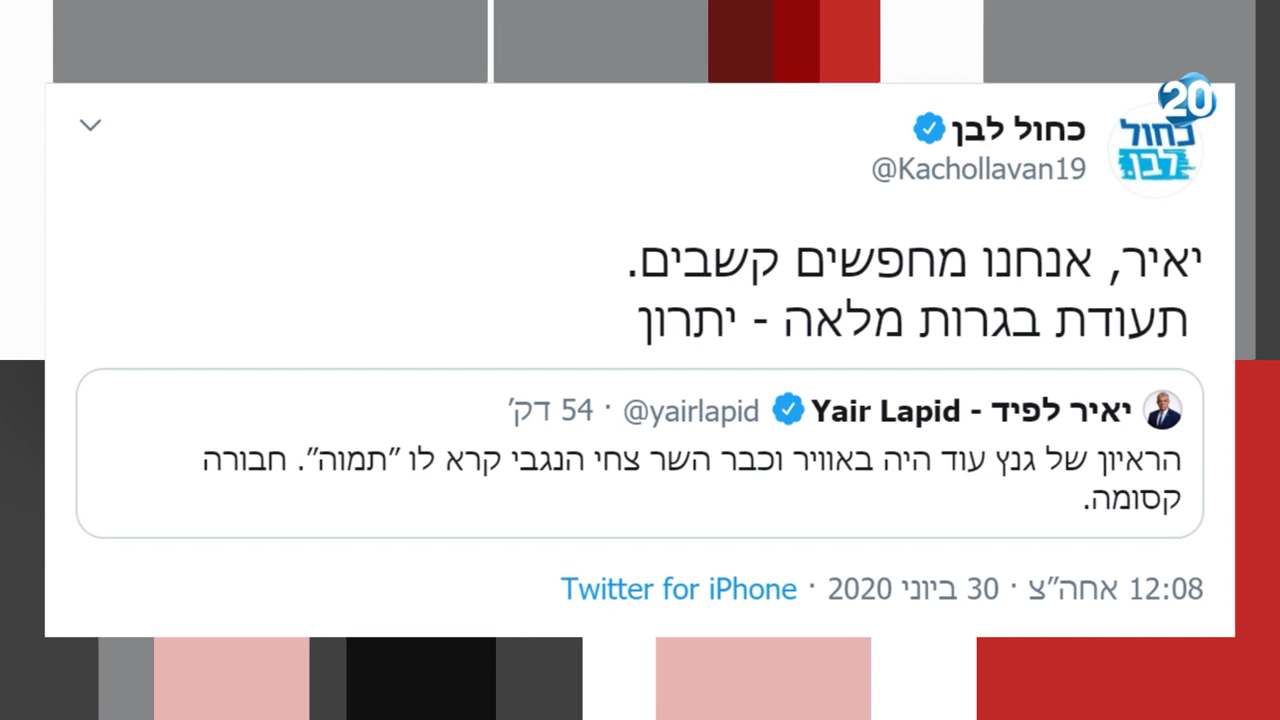 20
כחול לבן
כחול
לבן.
@Kachollavan19
יאיר, אנחנו מחפשים קשבים.
תעודת בגרות מלאה - יתרון
יאיר לפיד - Yair Lapid @yairlapid · 54 דק׳
הראיון של גנץ עוד היה באוויר וכבר השר צחי הנגבי קרא לו ״תמוה״. חבורה
קסומה.
12:08 אחה״צ · 30 ביוני 2020 · Twitter for iPhone